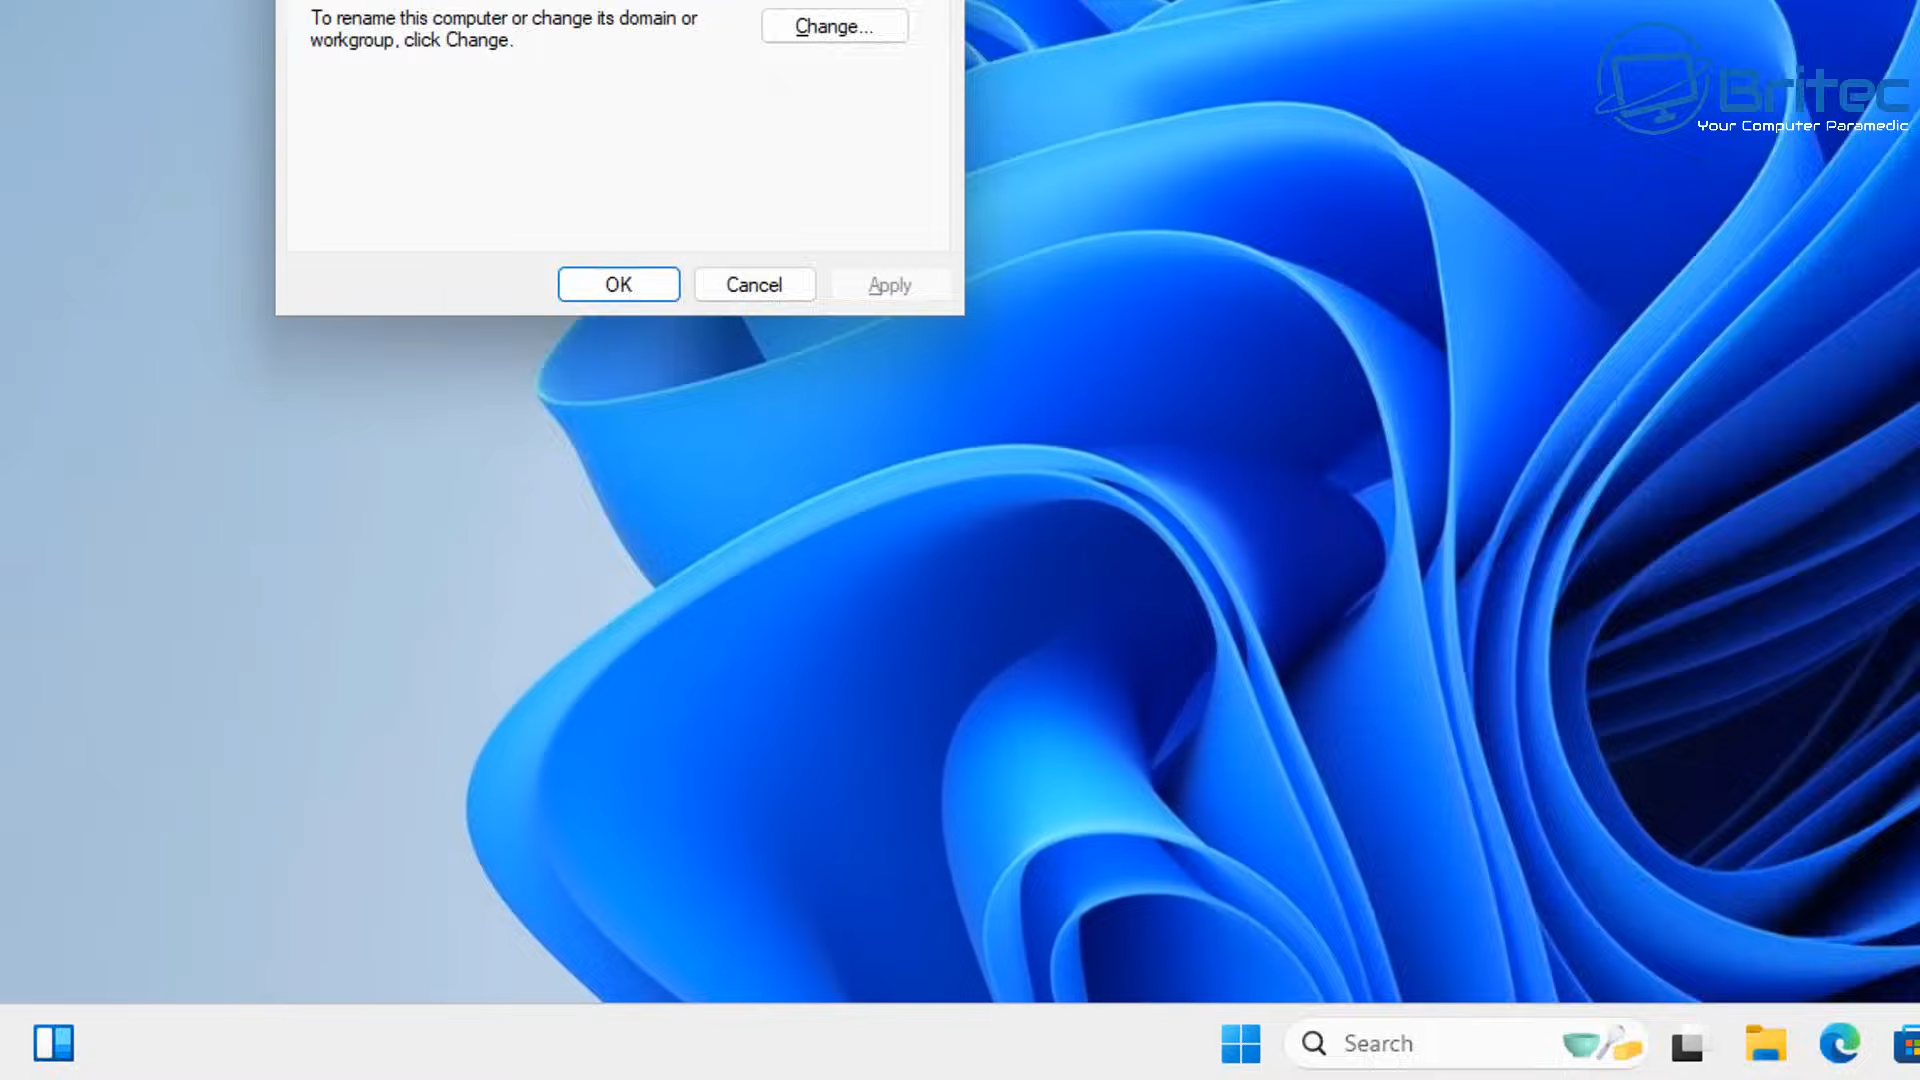 To rename this computer or change its domain or
workgroup, click Change.
Change...
Britec
Your Computer Paramedic
OK
Cancel
Apply
Search